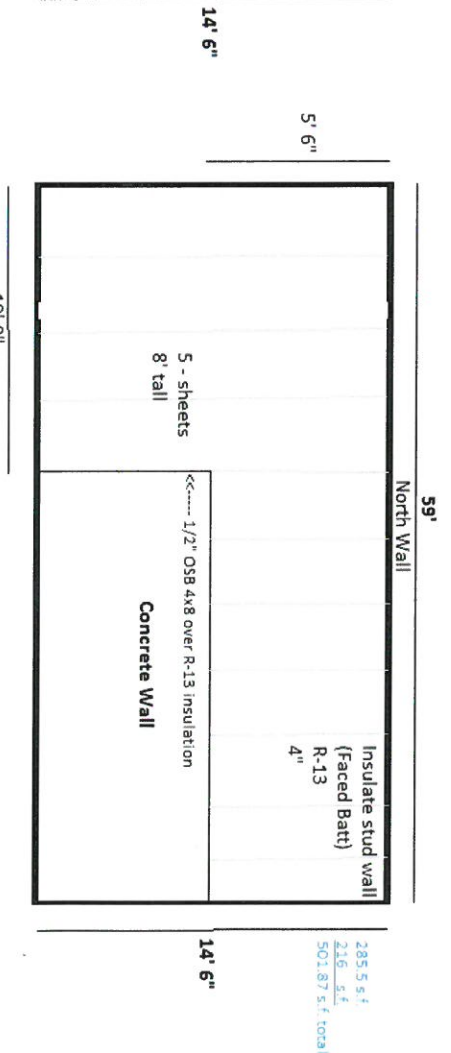 59'
North Wall
14' 6"
5' 6"
Insulate stud wall
(Faced Batt)
R-13
4"
285.5 s.f.
216 s.f.
501.87 s.f. total
5 - sheets
8' tall
<<----- 1/2" OSB 4x8 over R-13 insulation
Concrete Wall
14' 6"